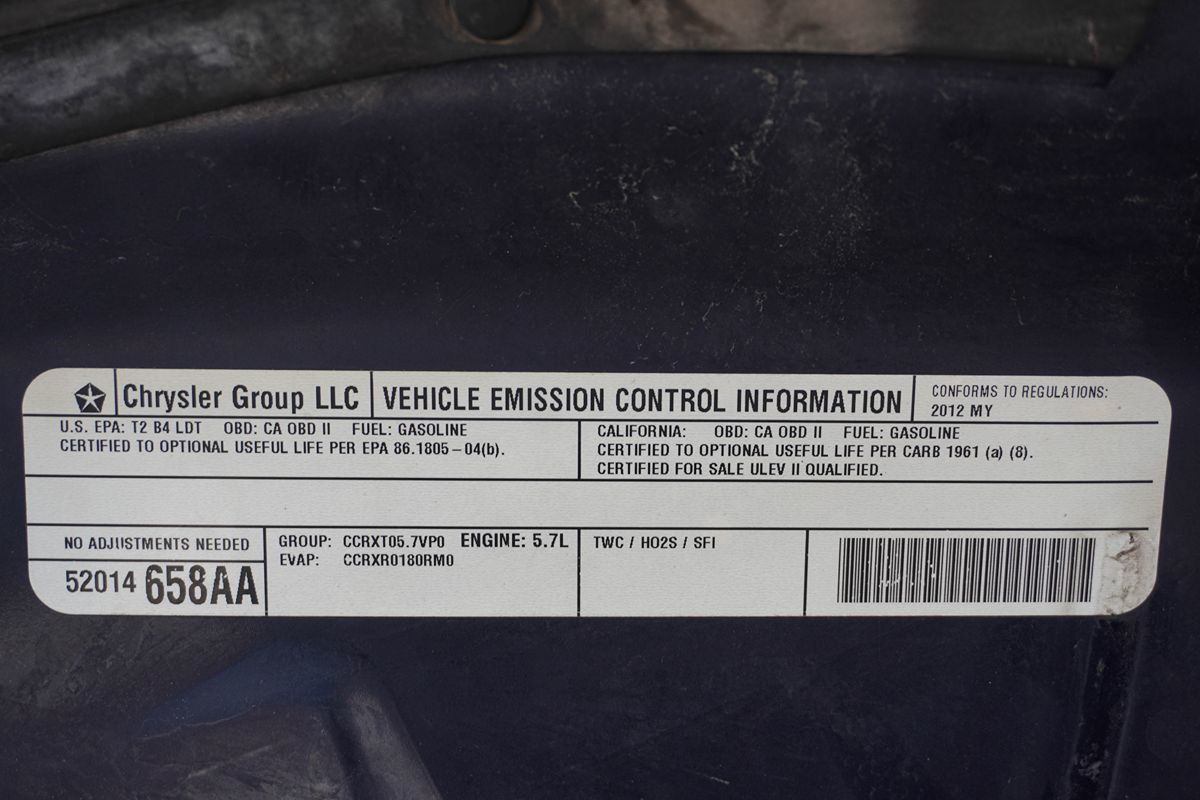 Chrysler Group LLC
VEHICLE EMISSION CONTROL INFORMATION
CONFORMS TO REGULATIONS:
2012 MY
U.S. EPA: T2 B4 LDT OBD: CA OBD II FUEL: GASOLINE
CERTIFIED TO OPTIONAL USEFUL LIFE PER EPA 86.1805-04(b).
CALIFORNIA: OBD: CA OBD II FUEL: GASOLINE
CERTIFIED TO OPTIONAL USEFUL LIFE PER CARB 1961 (a) (8).
CERTIFIED FOR SALE ULEV II QUALIFIED.
NO ADJUSTMENTS NEEDED
52014 658AA
GROUP: CCRXT05.7VP0 ENGINE: 5.7L
EVAP: CCRXR0180RM0
TWC / HO2S / SFI